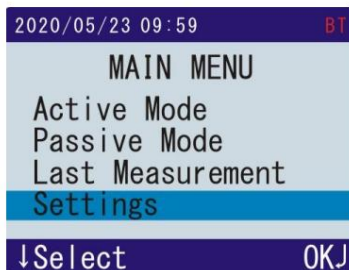 2020/05/23 09:59 BT
MAIN MENU
Active Mode
Passive Mode
Last Measurement
Settings
↓Select OK┘